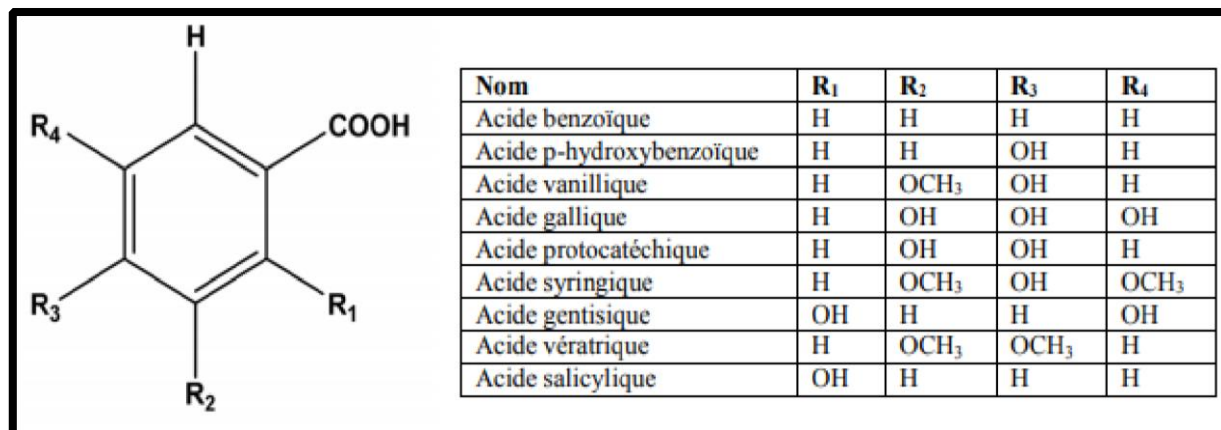 H
R₄
COOH
R₃
R₁
R₂
Nom R₁ R₂ R₃ R₄
Acide benzoïque H H H H
Acide p-hydroxybenzoïque H H OH H
Acide vanillique H OCH₃ OH H
Acide gallique H OH OH OH
Acide protocatéchique H OH OH H
Acide syringique H OCH₃ OH OCH₃
Acide gentisique OH H H OH
Acide vératrique H OCH₃ OCH₃ H
Acide salicylique OH H H H